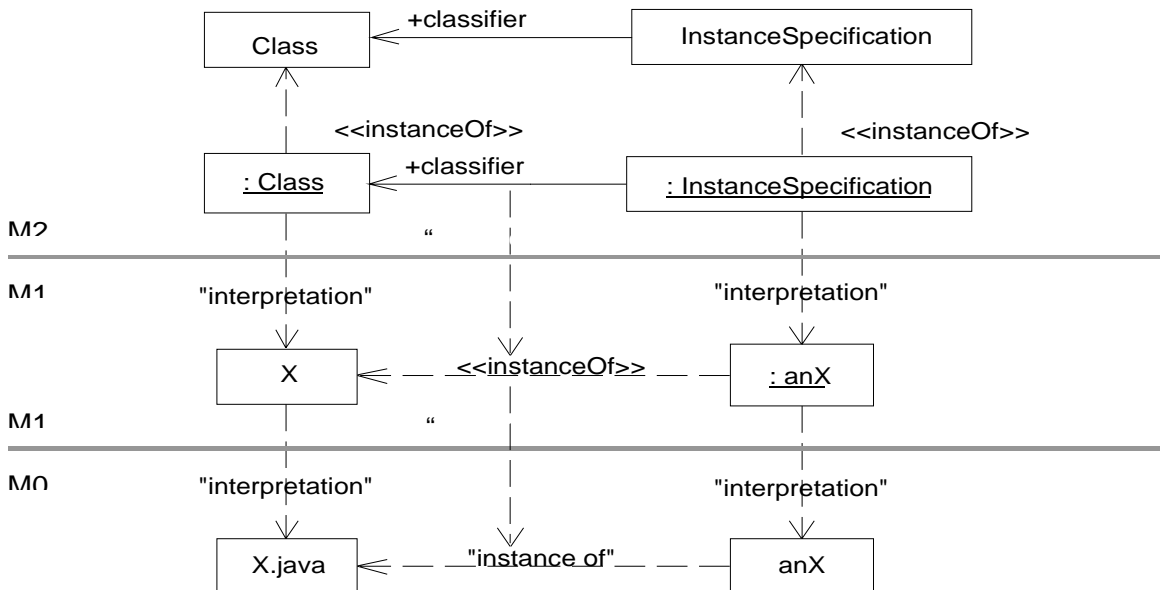 +classifier
Class
InstanceSpecification
<<instanceOf>>
<<instanceOf>>
+classifier
: Class
: InstanceSpecification
M2
“
M1
"interpretation"
"interpretation"
X
<<instanceOf>>
: anX
M1
“
M0
"interpretation"
"interpretation"
X.java
"instance of"
anX